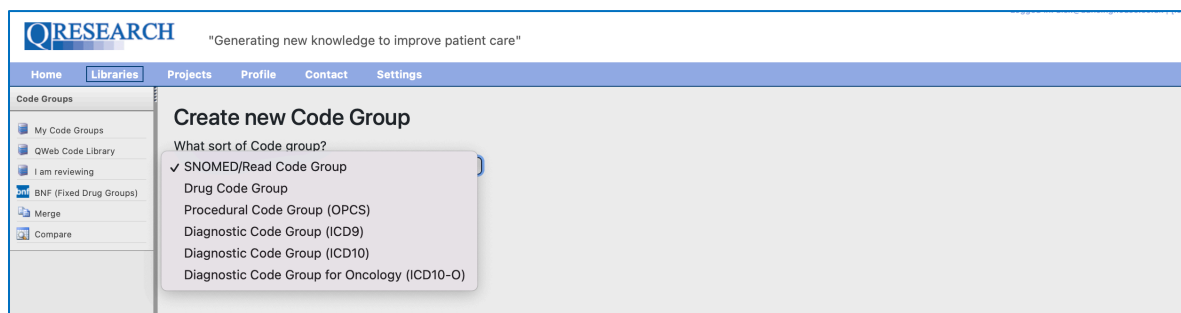 QRESEARCH
"Generating new knowledge to improve patient care"
Home Libraries Projects Profile Contact Settings
Code Groups
My Code Groups
QWeb Code Library
I am reviewing
bnf BNF (Fixed Drug Groups)
Merge
Compare
Create new Code Group
What sort of Code group?
✓ SNOMED/Read Code Group
Drug Code Group
Procedural Code Group (OPCS)
Diagnostic Code Group (ICD9)
Diagnostic Code Group (ICD10)
Diagnostic Code Group for Oncology (ICD10-O)